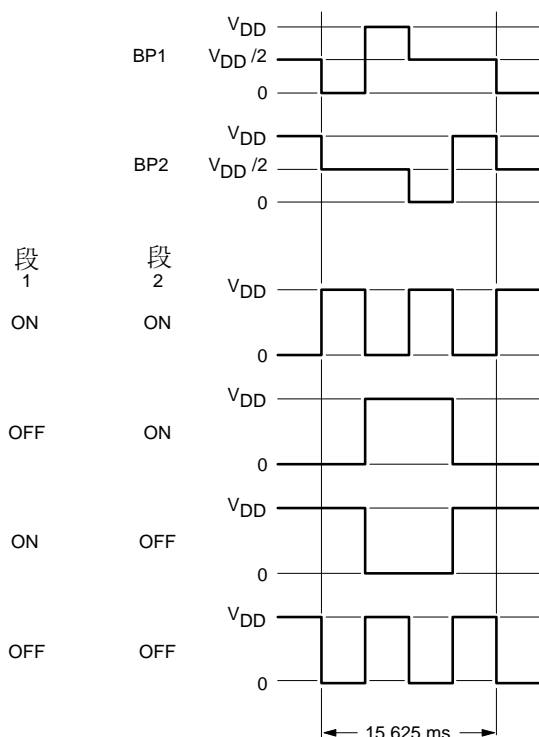 VDD
BP1 VDD/2
0
VDD
BP2 VDD/2
0
段 段
1 2
VDD
ON ON
0
VDD
OFF ON
0
VDD
ON OFF
0
VDD
OFF OFF
0
15.625 ms